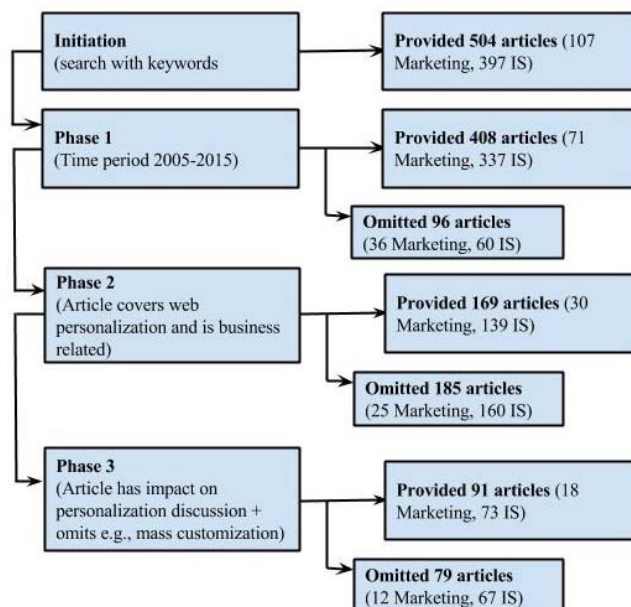 Initiation
(search with keywords
Provided 504 articles (107
Marketing, 397 IS)
Phase 1
(Time period 2005-2015)
Provided 408 articles (71
Marketing, 337 IS)
Omitted 96 articles
(36 Marketing, 60 IS)
Phase 2
(Article covers web
personalization and is business
related)
Provided 169 articles (30
Marketing, 139 IS)
Omitted 185 articles
(25 Marketing, 160 IS)
Phase 3
(Article has impact on
personalization discussion +
omits e.g., mass customization)
Provided 91 articles (18
Marketing, 73 IS)
Omitted 79 articles
(12 Marketing, 67 IS)